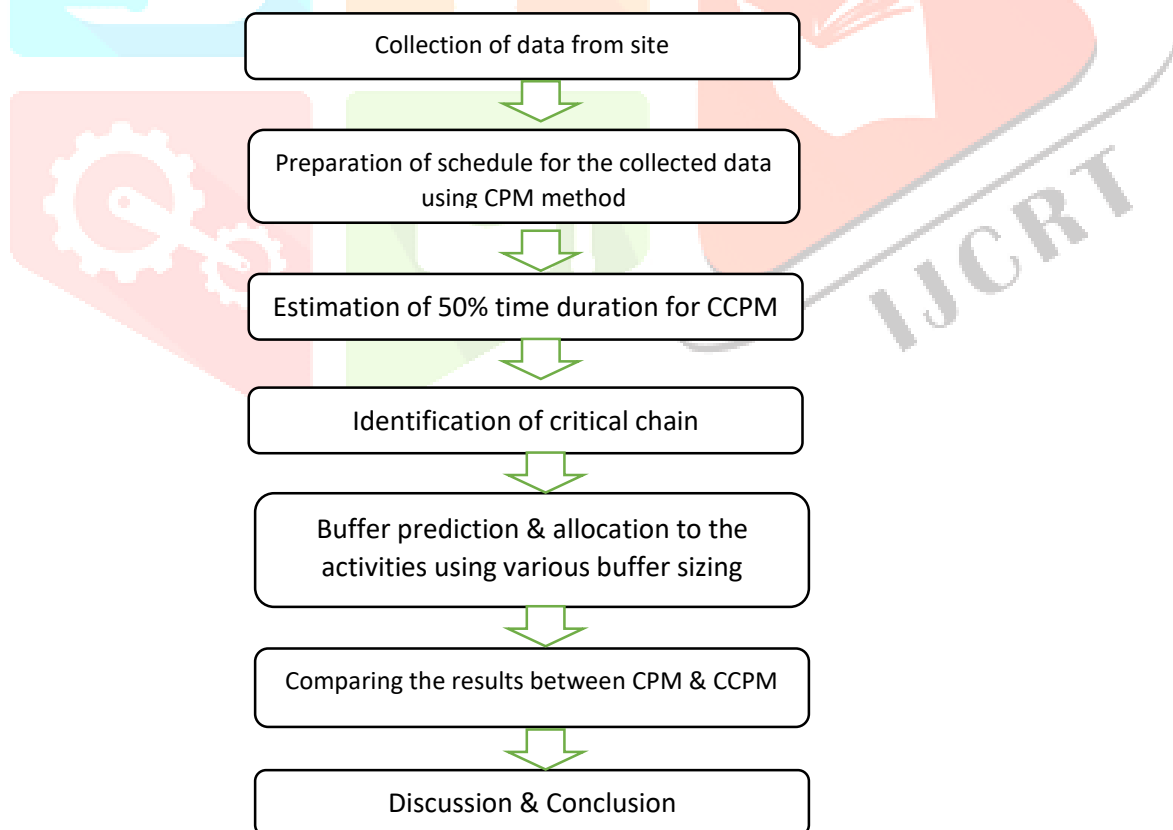 Collection of data from site
Preparation of schedule for the collected data
using CPM method
Estimation of 50% time duration for CCPM
IJCRT
Identification of critical chain
Buffer prediction & allocation to the
activities using various buffer sizing
Comparing the results between CPM & CCPM
Discussion & Conclusion